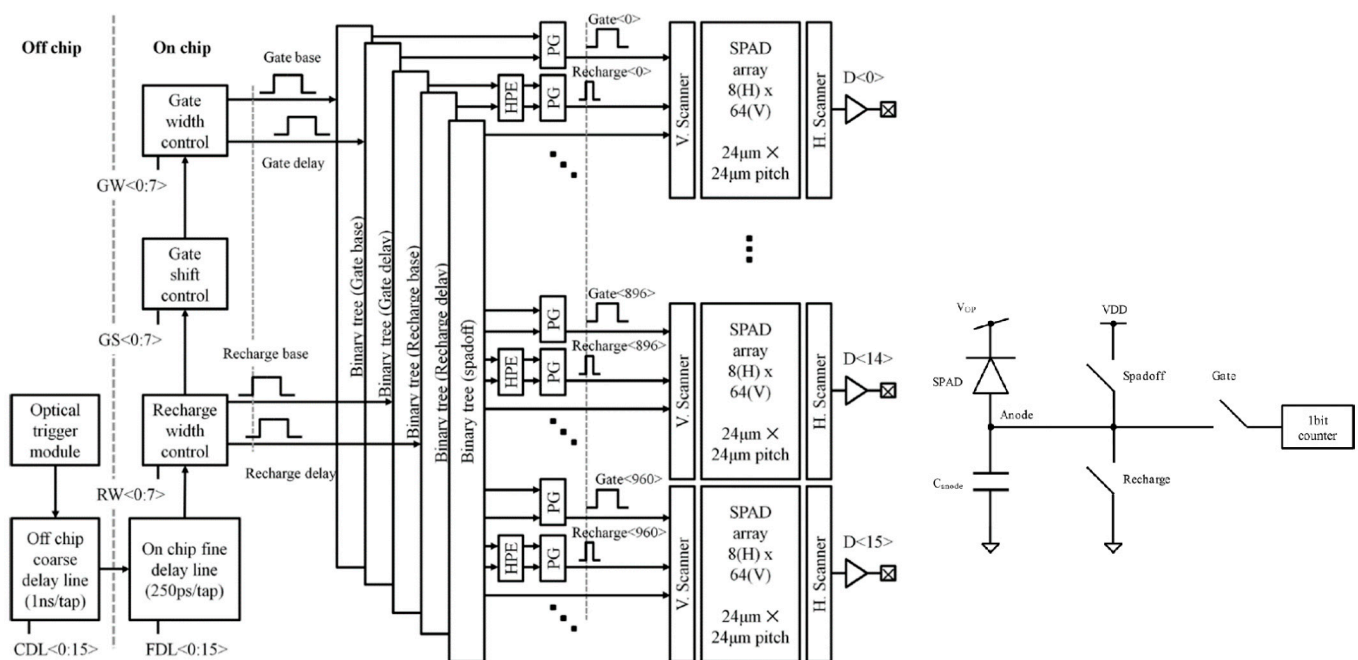 Off chip
On chip
Gate base
Gate
width
control
Gate delay
GW<0:7>
Gate
shift
control
GS<0:7>
Recharge base
Optical
trigger
module
Recharge
width
control
Recharge delay
RW<0:7>
Off chip
coarse
delay line
(1ns/tap)
On chip fine
delay line
(250ps/tap)
CDL<0:15>
FDL<0:15>
Binary tree (Gate base)
Binary tree (Gate delay)
Binary tree (Recharge base)
Binary tree (Recharge delay)
Binary tree (spadoff)
Gate<0>
PG
Recharge<0>
HPE
PG
V. Scanner
SPAD
array
8(H) x
64(V)
24μm ×
24μm pitch
H. Scanner
D<0>
Gate<896>
PG
Recharge<896>
HPE
PG
V. Scanner
SPAD
array
8(H) x
64(V)
24μm ×
24μm pitch
H. Scanner
D<14>
Gate<960>
PG
Recharge<960>
HPE
PG
V. Scanner
SPAD
array
8(H) x
64(V)
24μm ×
24μm pitch
H. Scanner
D<15>
VOP
VDD
SPAD
Spadoff
Gate
Anode
1bit
counter
Canode
Recharge